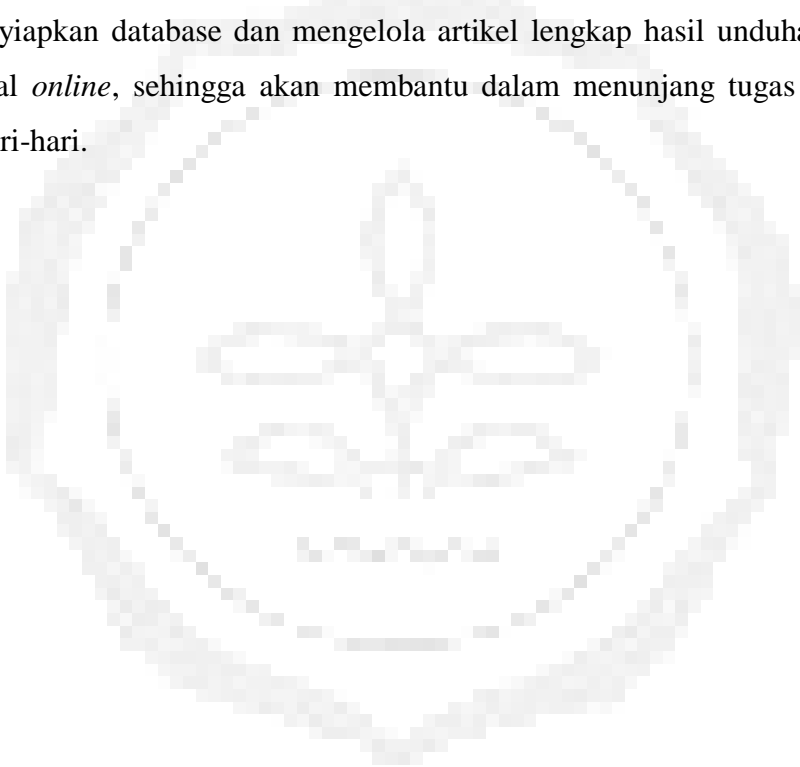 yiapkan database dan mengelola artikel lengkap hasil unduha
al online, sehingga akan membantu dalam menunjang tugas
ri-hari.